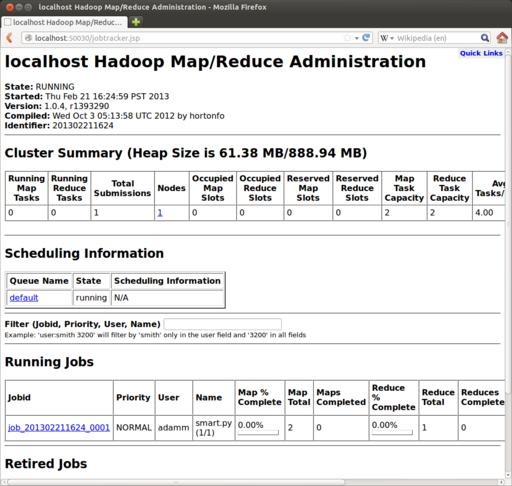 localhost Hadoop Map/Reduce Administration - Mozilla Firefox
localhost Hadoop Map/Reduc...
localhost:50030/jobtracker.jsp
Wikipedia (en)
Quick Links
localhost Hadoop Map/Reduce Administration
State: RUNNING
Started: Thu Feb 21 16:24:59 PST 2013
Version: 1.0.4, r1393290
Compiled: Wed Oct 3 05:13:58 UTC 2012 by hortonfo
Identifier: 201302211624
Cluster Summary (Heap Size is 61.38 MB/888.94 MB)
Running Map Tasks Running Reduce Tasks Total Submissions Nodes Occupied Map Slots Occupied Reduce Slots Reserved Map Slots Reserved Reduce Slots Map Task Capacity Reduce Task Capacity Avg Tasks/
0 0 1 1 0 0 0 0 2 2 4.00
Scheduling Information
Queue Name State Scheduling Information
default running N/A
Filter (Jobid, Priority, User, Name)
Example: 'user:smith 3200' will filter by 'smith' only in the user field and '3200' in all fields
Running Jobs
Jobid Priority User Name Map % Complete Map Total Maps Completed Reduce % Complete Reduce Total Reduces Complete
job_201302211624_0001 NORMAL adamm smart.py (1/1) 0.00% 2 0 0.00% 1 0
Retired Jobs